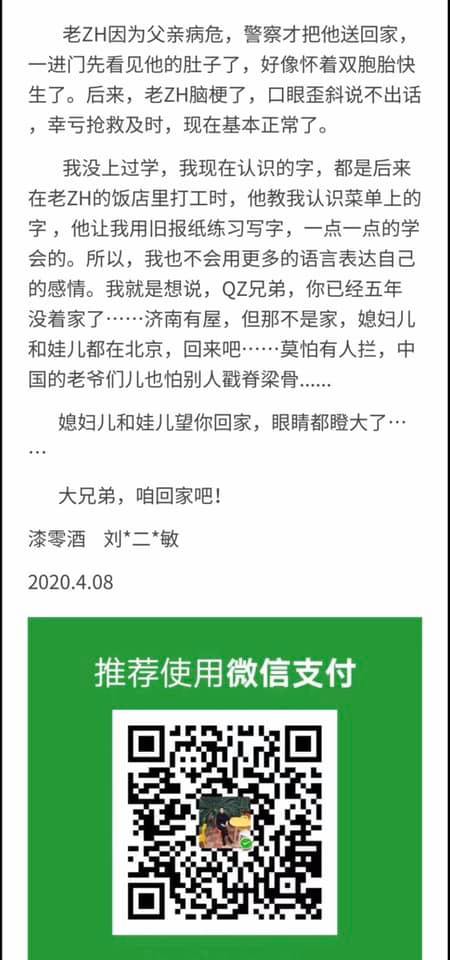 老ZH因为父亲病危，警察才把他送回家，
一进门先看见他的肚子了，好像怀着双胞胎快
生了。后来，老ZH脑梗了，口眼歪斜说不出话
，幸亏抢救及时，现在基本正常了。
我没上过学，我现在认识的字，都是后来
在老ZH的饭店里打工时，他教我认识菜单上的
字 ，他让我用旧报纸练习写字，一点一点的学
会的。所以，我也不会用更多的语言表达自己
的感情。我就是想说，QZ兄弟，你已经五年
没着家了……济南有屋，但那不是家，媳妇儿
和娃儿都在北京，回来吧……莫怕有人拦，中
国的老爷们儿也怕别人戳脊梁骨......
媳妇儿和娃儿望你回家，眼睛都瞪大了…
…
大兄弟，咱回家吧！
漆零酒 刘*二*敏
2020.4.08
推荐使用微信支付